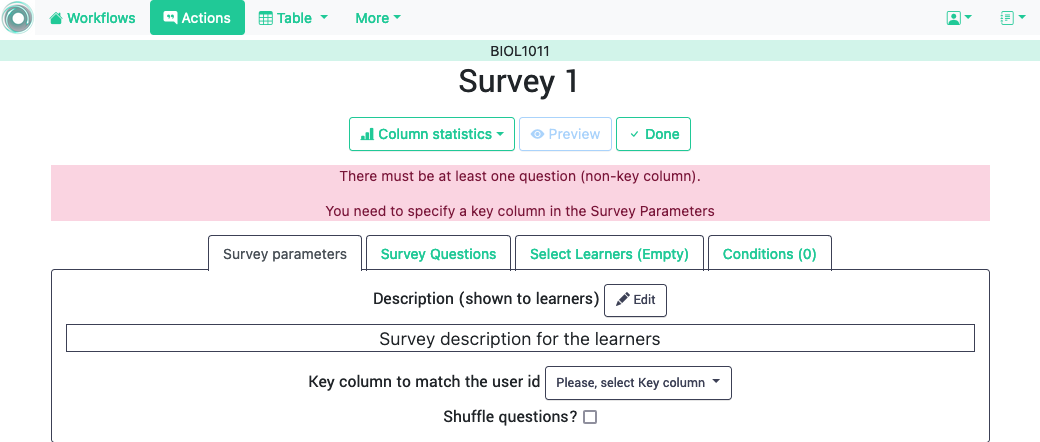 Workflows Actions Table More
BIOL1011
Survey 1
Column statistics Preview Done
There must be at least one question (non-key column).
You need to specify a key column in the Survey Parameters
Survey parameters Survey Questions Select Learners (Empty) Conditions (0)
Description (shown to learners) Edit
Survey description for the learners
Key column to match the user id Please, select Key column
Shuffle questions?